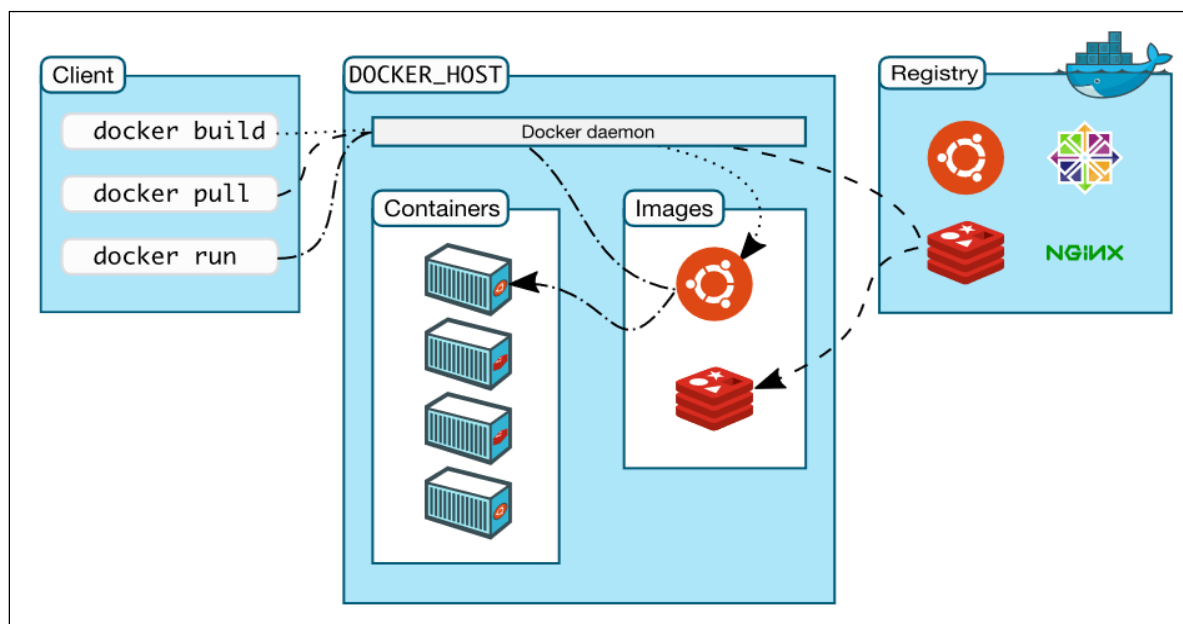 Client
docker build
docker pull
docker run
DOCKER_HOST
Docker daemon
Containers
Images
Registry
NGiNX